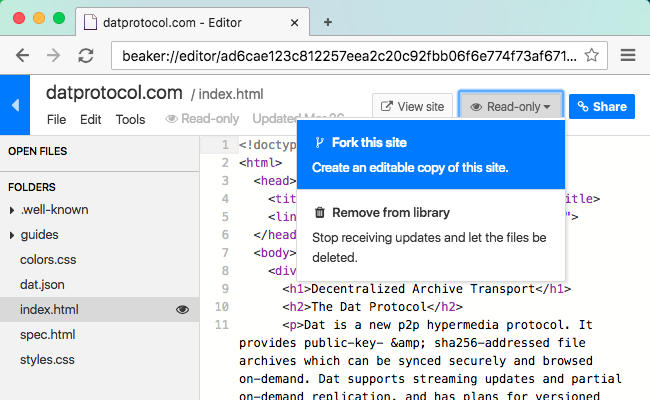 datprotocol.com - Editor
beaker://editor/ad6cae123c812257eea2c20c92fbb06f6e774f73af671...
datprotocol.com / index.html
View site
Read-only
Share
File Edit Tools Read-only Updated Mar 26
OPEN FILES
FOLDERS
.well-known
guides
colors.css
dat.json
index.html
spec.html
styles.css
Fork this site
Create an editable copy of this site.
Remove from library
Stop receiving updates and let the files be
deleted.
1 <!doctyp
2 <html>
3 <head>
4 <tit itle>
5 <lin ">
6 </head
7 <body>
8 <div
9 <h1>Decentralized Archive Transport</h1>
10 <h2>The Dat Protocol</h2>
11 <p>Dat is a new p2p hypermedia protocol. It
provides public-key- &amp; sha256-addressed file
archives which can be synced securely and browsed
on-demand. Dat supports streaming updates and partial
on-demand replication, and has plans for versioned